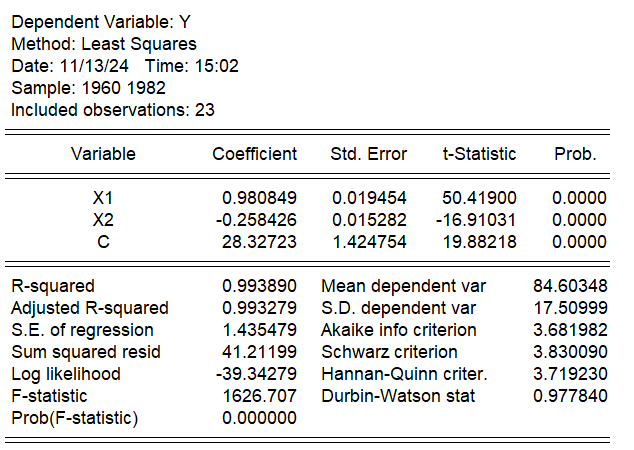 Dependent Variable: Y
Method: Least Squares
Date: 11/13/24 Time: 15:02
Sample: 1960 1982
Included observations: 23
Variable Coefficient Std. Error t-Statistic Prob.
X1 0.980849 0.019454 50.41900 0.0000
X2 -0.258426 0.015282 -16.91031 0.0000
C 28.32723 1.424754 19.88218 0.0000
R-squared 0.993890 Mean dependent var 84.60348
Adjusted R-squared 0.993279 S.D. dependent var 17.50999
S.E. of regression 1.435479 Akaike info criterion 3.681982
Sum squared resid 41.21199 Schwarz criterion 3.830090
Log likelihood -39.34279 Hannan-Quinn criter. 3.719230
F-statistic 1626.707 Durbin-Watson stat 0.977840
Prob(F-statistic) 0.000000